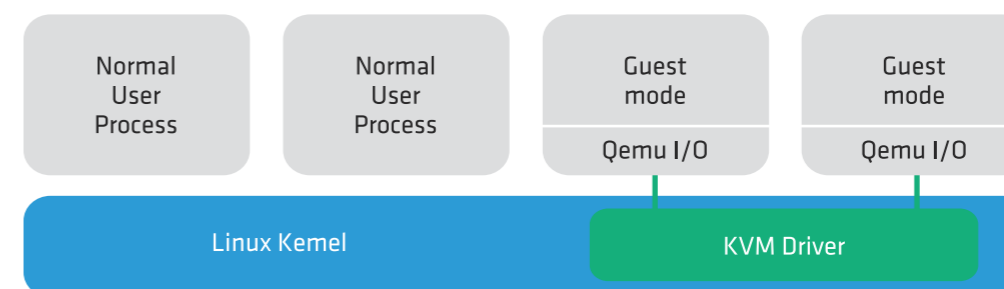 Normal
User
Process
Normal
User
Process
Guest
mode
Qemu I/O
Guest
mode
Qemu I/O
Linux Kemel
KVM Driver